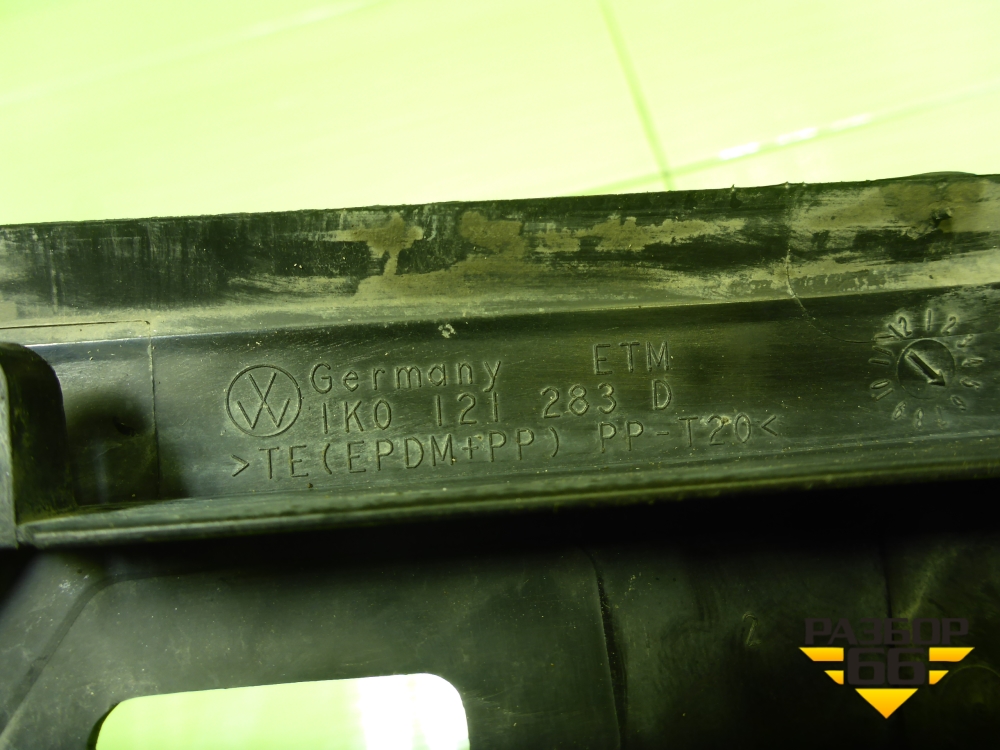 Germany ETM
1K0 121 283 D
>TE(EPDM+PP) PP-T20<
РАЗБОР
66